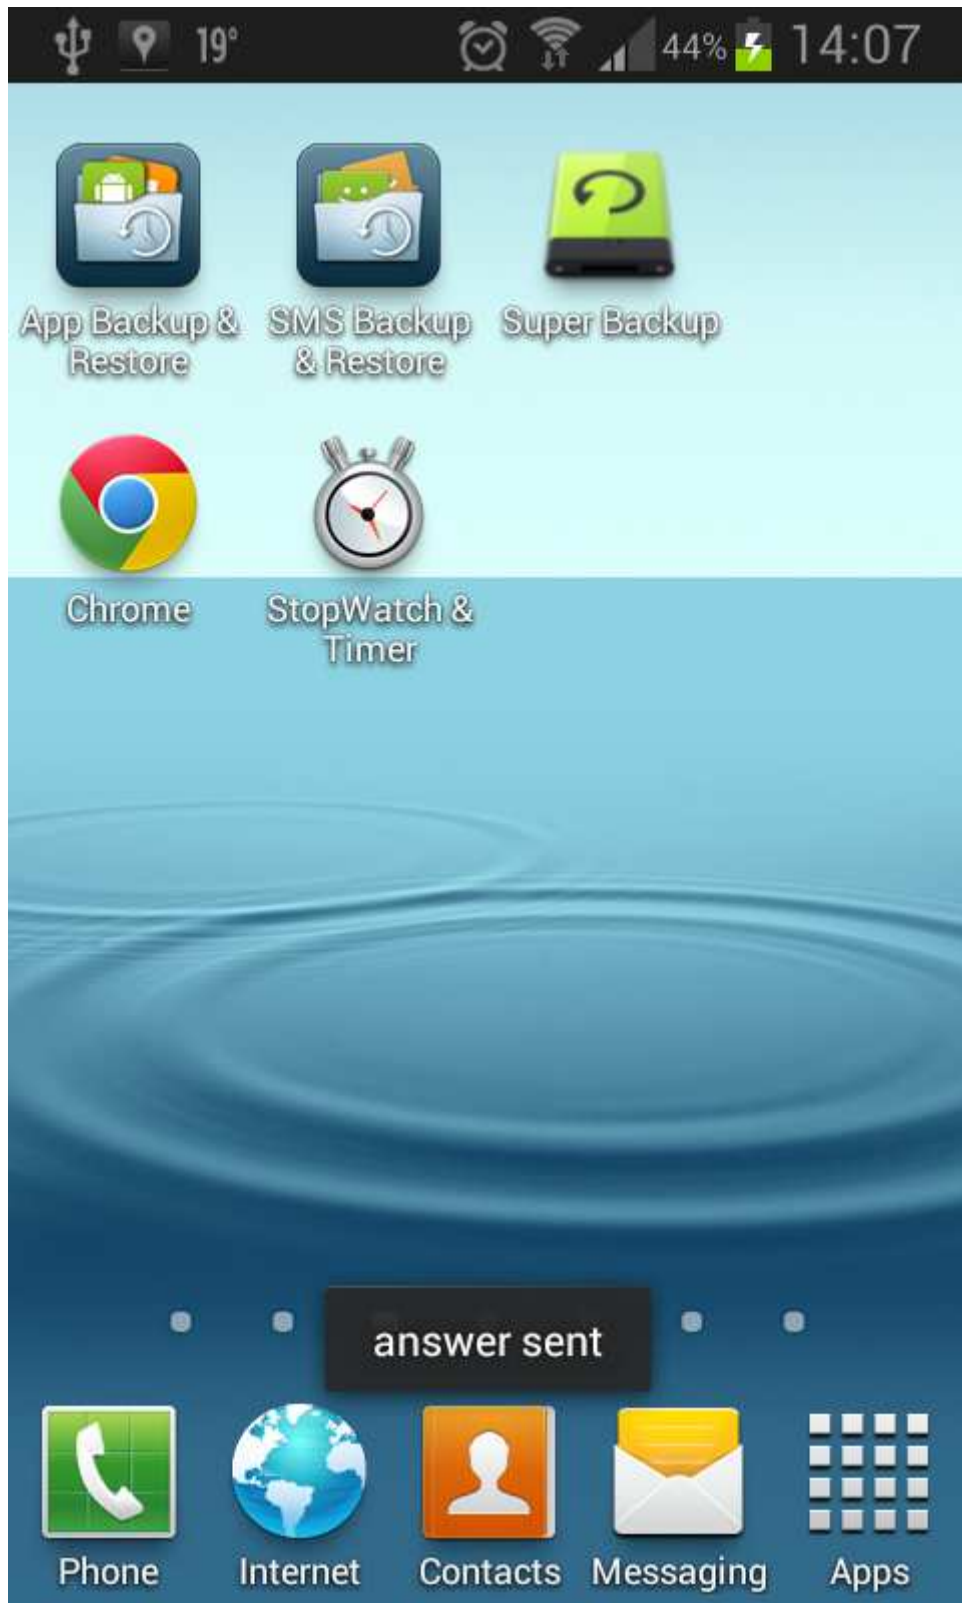 19° 44% 14:07
App Backup &
Restore
SMS Backup
& Restore
Super Backup
Chrome
StopWatch &
Timer
answer sent
Phone
Internet
Contacts
Messaging
Apps